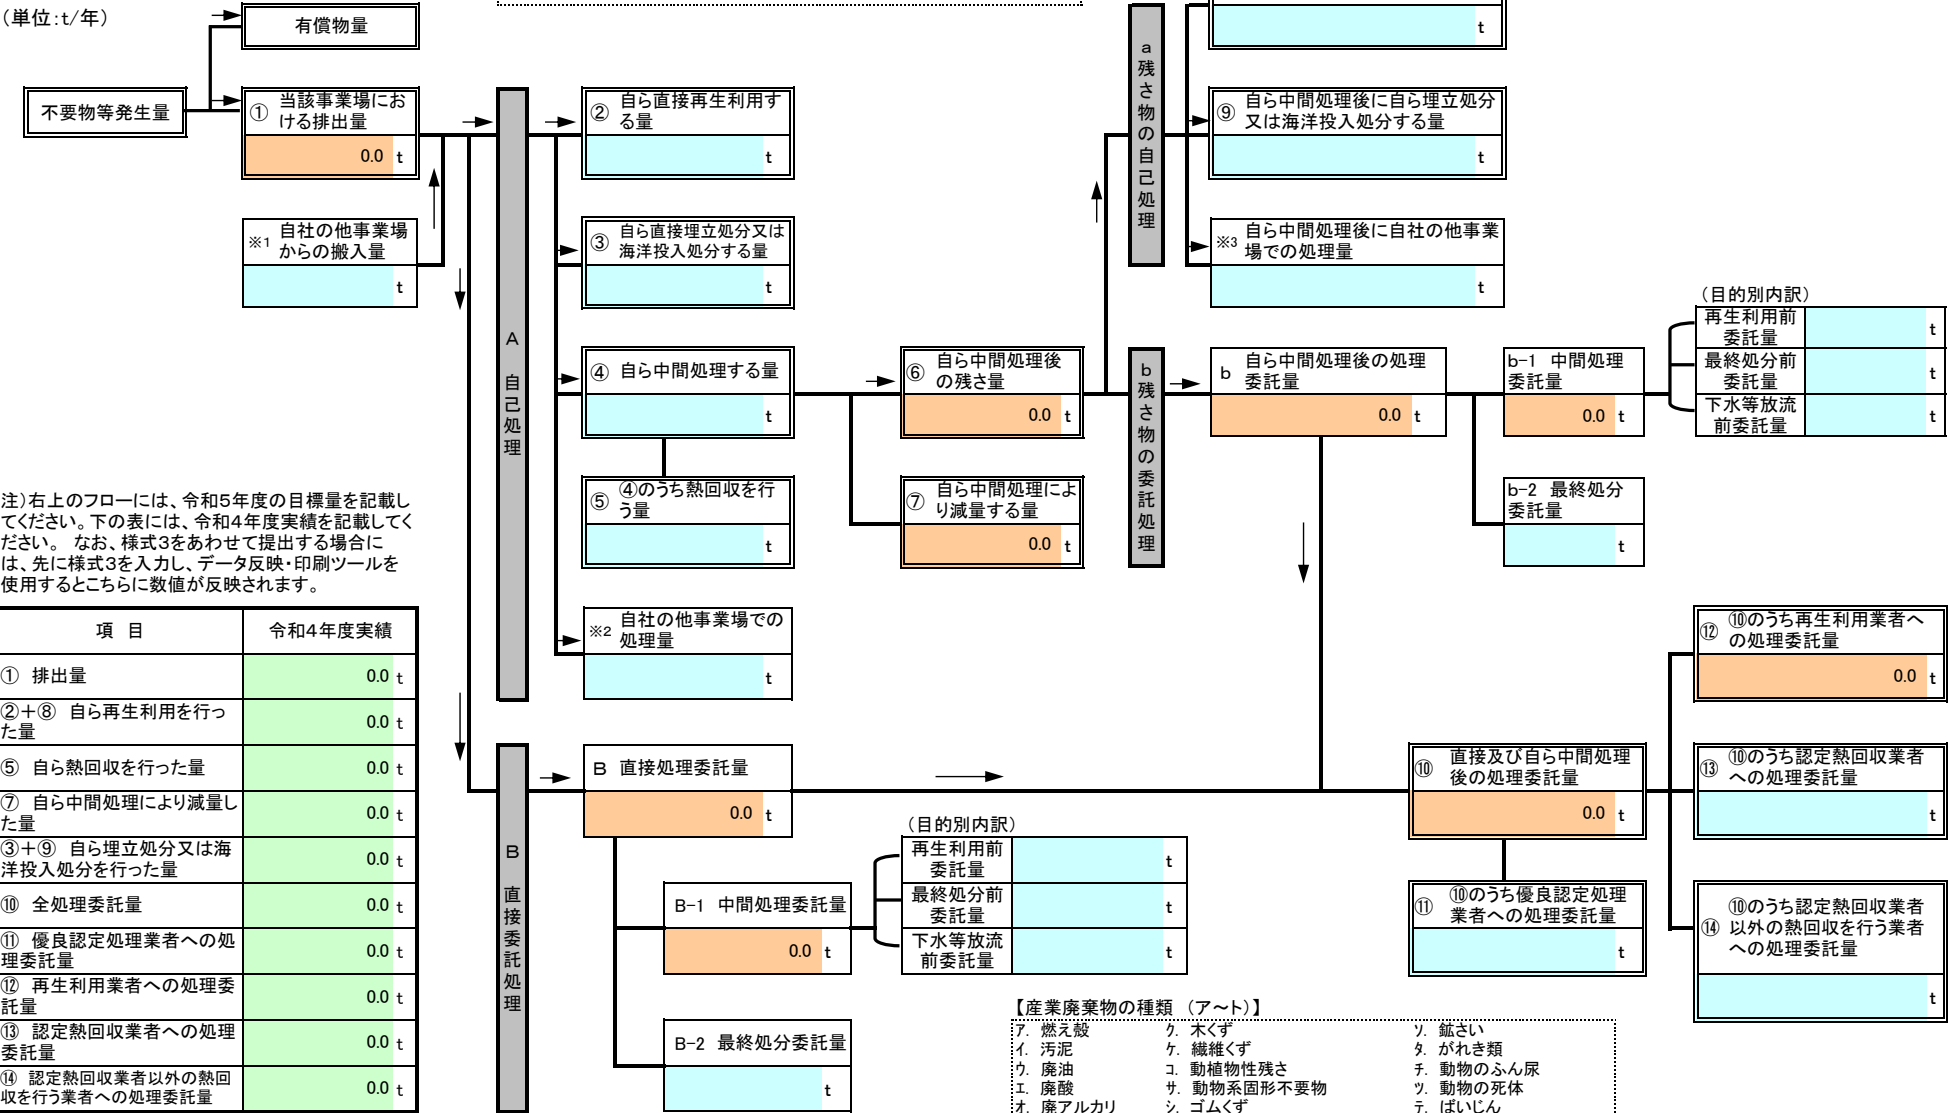 （単位：t/年）
有償物量
不要物等発生量
① 当該事業場にお
ける排出量
0.0 t
※1 自社の他事業場
からの搬入量
t
A 自己処理
② 自ら直接再生利用す
る量
t
③ 自ら直接埋立処分又は
海洋投入処分する量
t
④ 自ら中間処理する量
t
⑤ ④のうち熱回収を行
う量
t
※2 自社の他事業場での
処理量
t
⑥ 自ら中間処理後
の残さ量
0.0 t
⑦ 自ら中間処理によ
り減量する量
0.0 t
a 残さ物の自己処理
t
⑨ 自ら中間処理後に自ら埋立処分
又は海洋投入処分する量
t
※3 自ら中間処理後に自社の他事業
場での処理量
t
b 残さ物の委託処理
b 自ら中間処理後の処理
委託量
0.0 t
b-1 中間処理
委託量
0.0 t
b-2 最終処分
委託量
t
（目的別内訳）
再生利用前
委託量
t
最終処分前
委託量
t
下水等放流
前委託量
t
注）右上のフローには、令和5年度の目標量を記載し
てください。下の表には、令和4年度実績を記載してく
ださい。 なお、様式3をあわせて提出する場合に
は、先に様式3を入力し、データ反映・印刷ツールを
使用するとこちらに数値が反映されます。
項 目 令和4年度実績
① 排出量 0.0 t
②＋⑧ 自ら再生利用を行っ
た量 0.0 t
⑤ 自ら熱回収を行った量 0.0 t
⑦ 自ら中間処理により減量し
た量 0.0 t
③＋⑨ 自ら埋立処分又は海
洋投入処分を行った量 0.0 t
⑩ 全処理委託量 0.0 t
⑪ 優良認定処理業者への処
理委託量 0.0 t
⑫ 再生利用業者への処理委
託量 0.0 t
⑬ 認定熱回収業者への処理
委託量 0.0 t
⑭ 認定熱回収業者以外の熱回
収を行う業者への処理委託量 0.0 t
B 直接委託処理
B 直接処理委託量
0.0 t
B-1 中間処理委託量
0.0 t
B-2 最終処分委託量
t
（目的別内訳）
再生利用前
委託量
t
最終処分前
委託量
t
下水等放流
前委託量
t
⑩ 直接及び自ら中間処理
後の処理委託量
0.0 t
⑪ ⑩のうち優良認定処理
業者への処理委託量
t
⑫ ⑩のうち再生利用業者へ
の処理委託量
0.0 t
⑬ ⑩のうち認定熱回収業者
への処理委託量
t
⑭ ⑩のうち認定熱回収業者
以外の熱回収を行う業者
への処理委託量
t
【産業廃棄物の種類 （ア～ト）】
ア. 燃え殻 ク. 木くず ソ. 鉱さい
イ. 汚泥 ケ. 繊維くず タ. がれき類
ウ. 廃油 コ. 動植物性残さ チ. 動物のふん尿
エ. 廃酸 サ. 動物系固形不要物 ツ. 動物の死体
オ. 廃アルカリ シ. ゴムくず テ. ばいじん